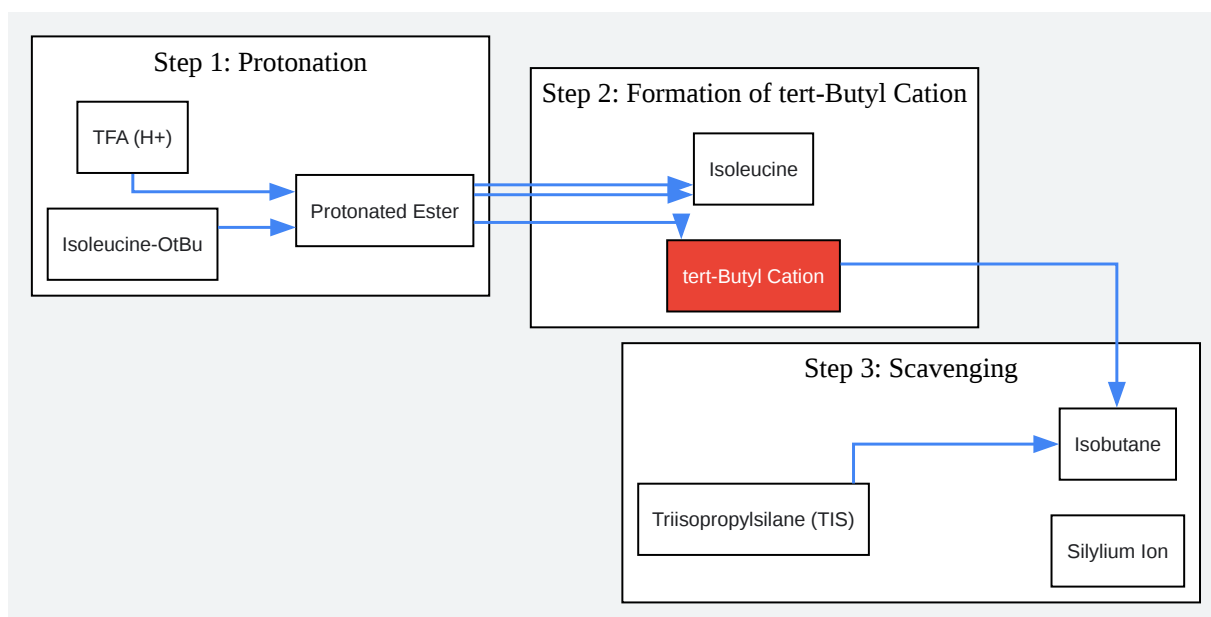 Step 1: Protonation
TFA (H+)
Isoleucine-OtBu
Protonated Ester
Step 2: Formation of tert-Butyl Cation
Isoleucine
tert-Butyl Cation
Step 3: Scavenging
Isobutane
Triisopropylsilane (TIS)
Silylium Ion